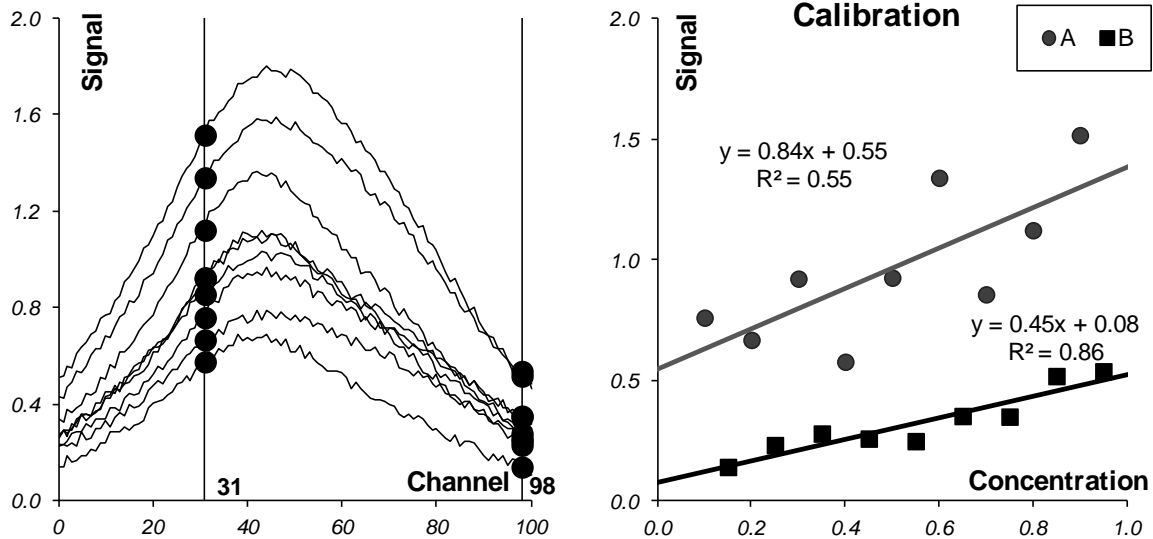 Signal
2.0
1.6
1.2
0.8
0.4
0.0
31
Channel
98
0
20
40
60
80
100
Calibration
Signal
A
B
2.0
1.5
1.0
0.5
0.0
y = 0.84x + 0.55
R² = 0.55
y = 0.45x + 0.08
R² = 0.86
Concentration
0.0
0.2
0.4
0.6
0.8
1.0